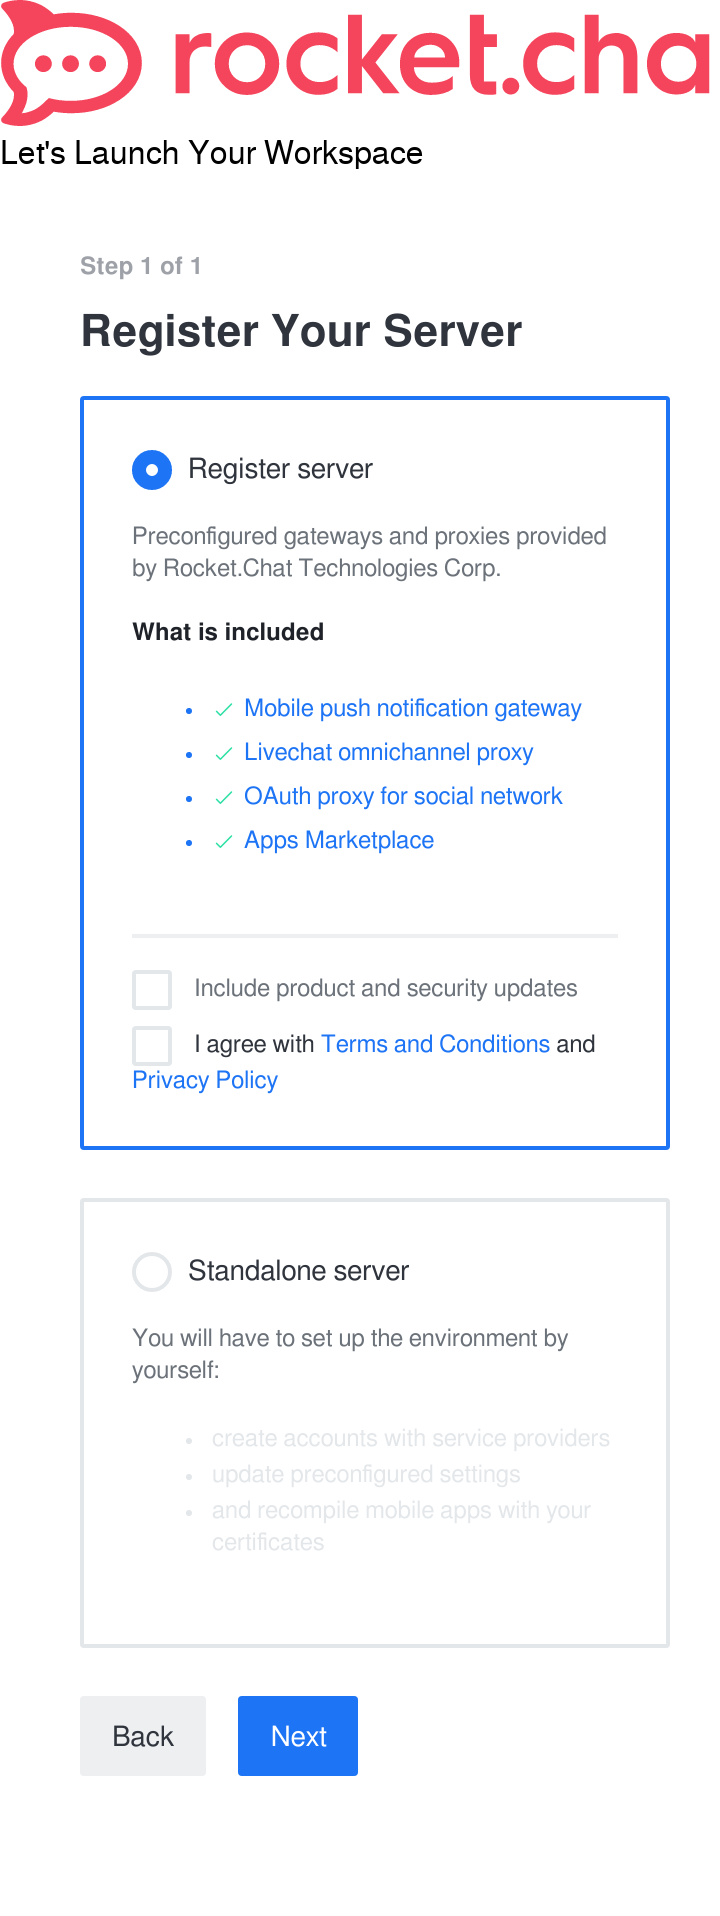 rocket.cha
Let's Launch Your Workspace
Step 1 of 1
Register Your Server
Register server
Preconfigured gateways and proxies provided
by Rocket.Chat Technologies Corp.
What is included
Mobile push notification gateway
Livechat omnichannel proxy
OAuth proxy for social network
Apps Marketplace
Include product and security updates
I agree with Terms and Conditions and
Privacy Policy
Standalone server
You will have to set up the environment by
yourself:
create accounts with service providers
update preconfigured settings
and recompile mobile apps with your
certificates
Back
Next